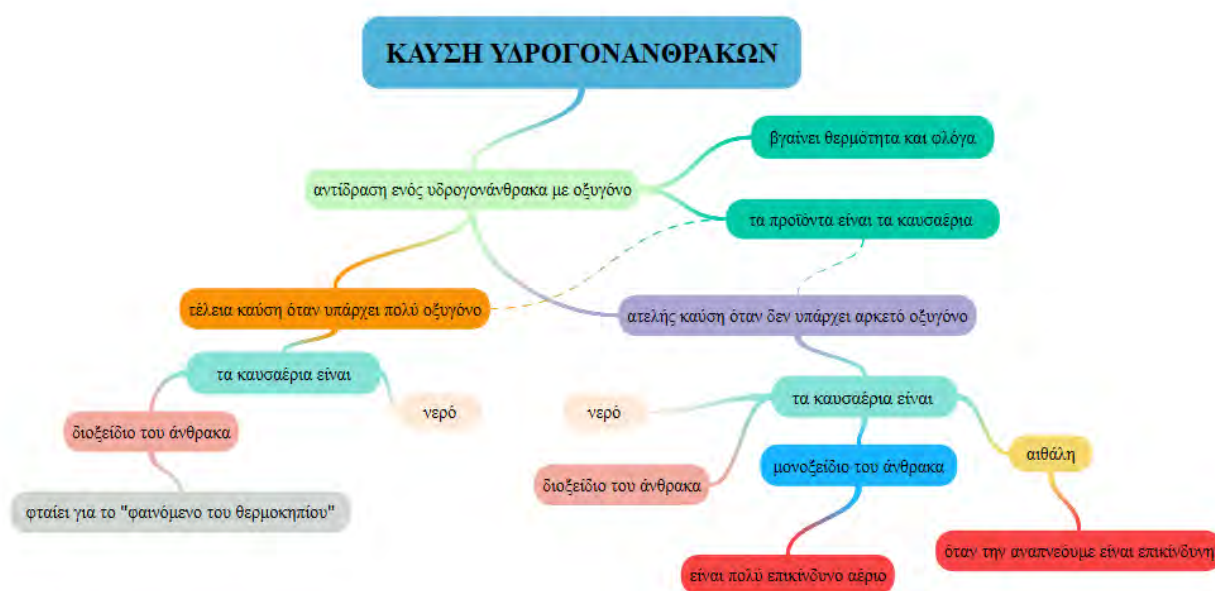 ΚΑΥΣΗ ΥΔΡΟΓΟΝΑΝΘΡΑΚΩΝ
βγαίνει θερμότητα και φλόγα
αντίδραση ενός υδρογονάνθρακα με οξυγόνο
τα προϊόντα είναι τα καυσαέρια
τέλεια καύση όταν υπάρχει πολύ οξυγόνο
ατελής καύση όταν δεν υπάρχει αρκετό οξυγόνο
τα καυσαέρια είναι
νερό
διοξείδιο του άνθρακα
φταίει για το "φαινόμενο του θερμοκηπίου"
τα καυσαέρια είναι
νερό
διοξείδιο του άνθρακα
μονοξείδιο του άνθρακα
αιθάλη
είναι πολύ επικίνδυνο αέριο
όταν την αναπνέουμε είναι επικίνδυνη